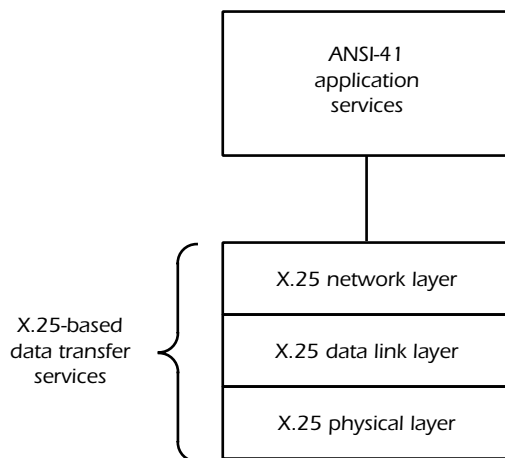 ANSI-41
application
services
X.25 network layer
X.25-based
data transfer
services
X.25 data link layer
X.25 physical layer